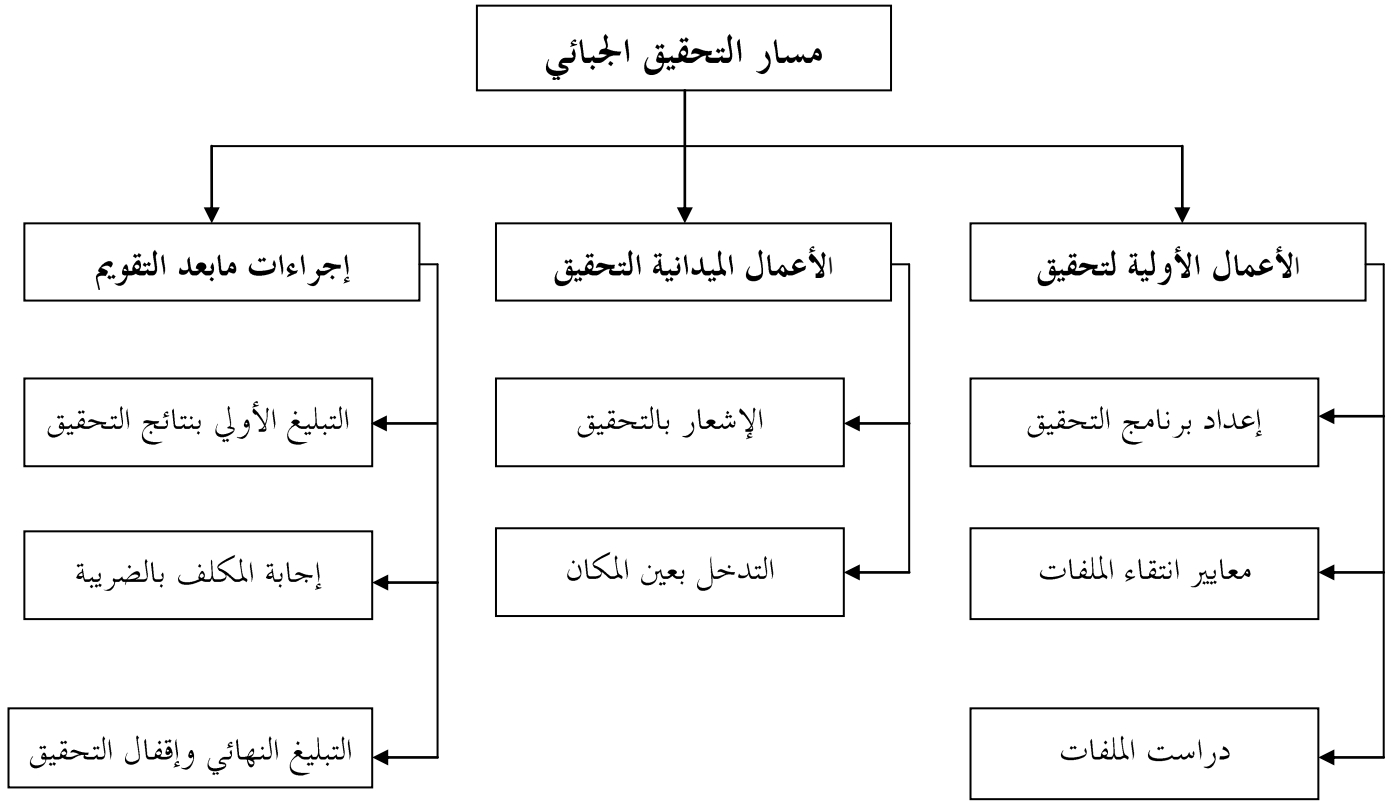 مسار التحقيق الجبائي
الأعمال الأولية لتحقيق
إعداد برنامج التحقيق
معايير انتقاء الملفات
دراست الملفات
الأعمال الميدانية التحقيق
الإشعار بالتحقيق
التدخل بعين المكان
إجراءات مابعد التقويم
التبليغ الأولي بنتائج التحقيق
إجابة المكلف بالضريبة
التبليغ النهائي وإقفال التحقيق